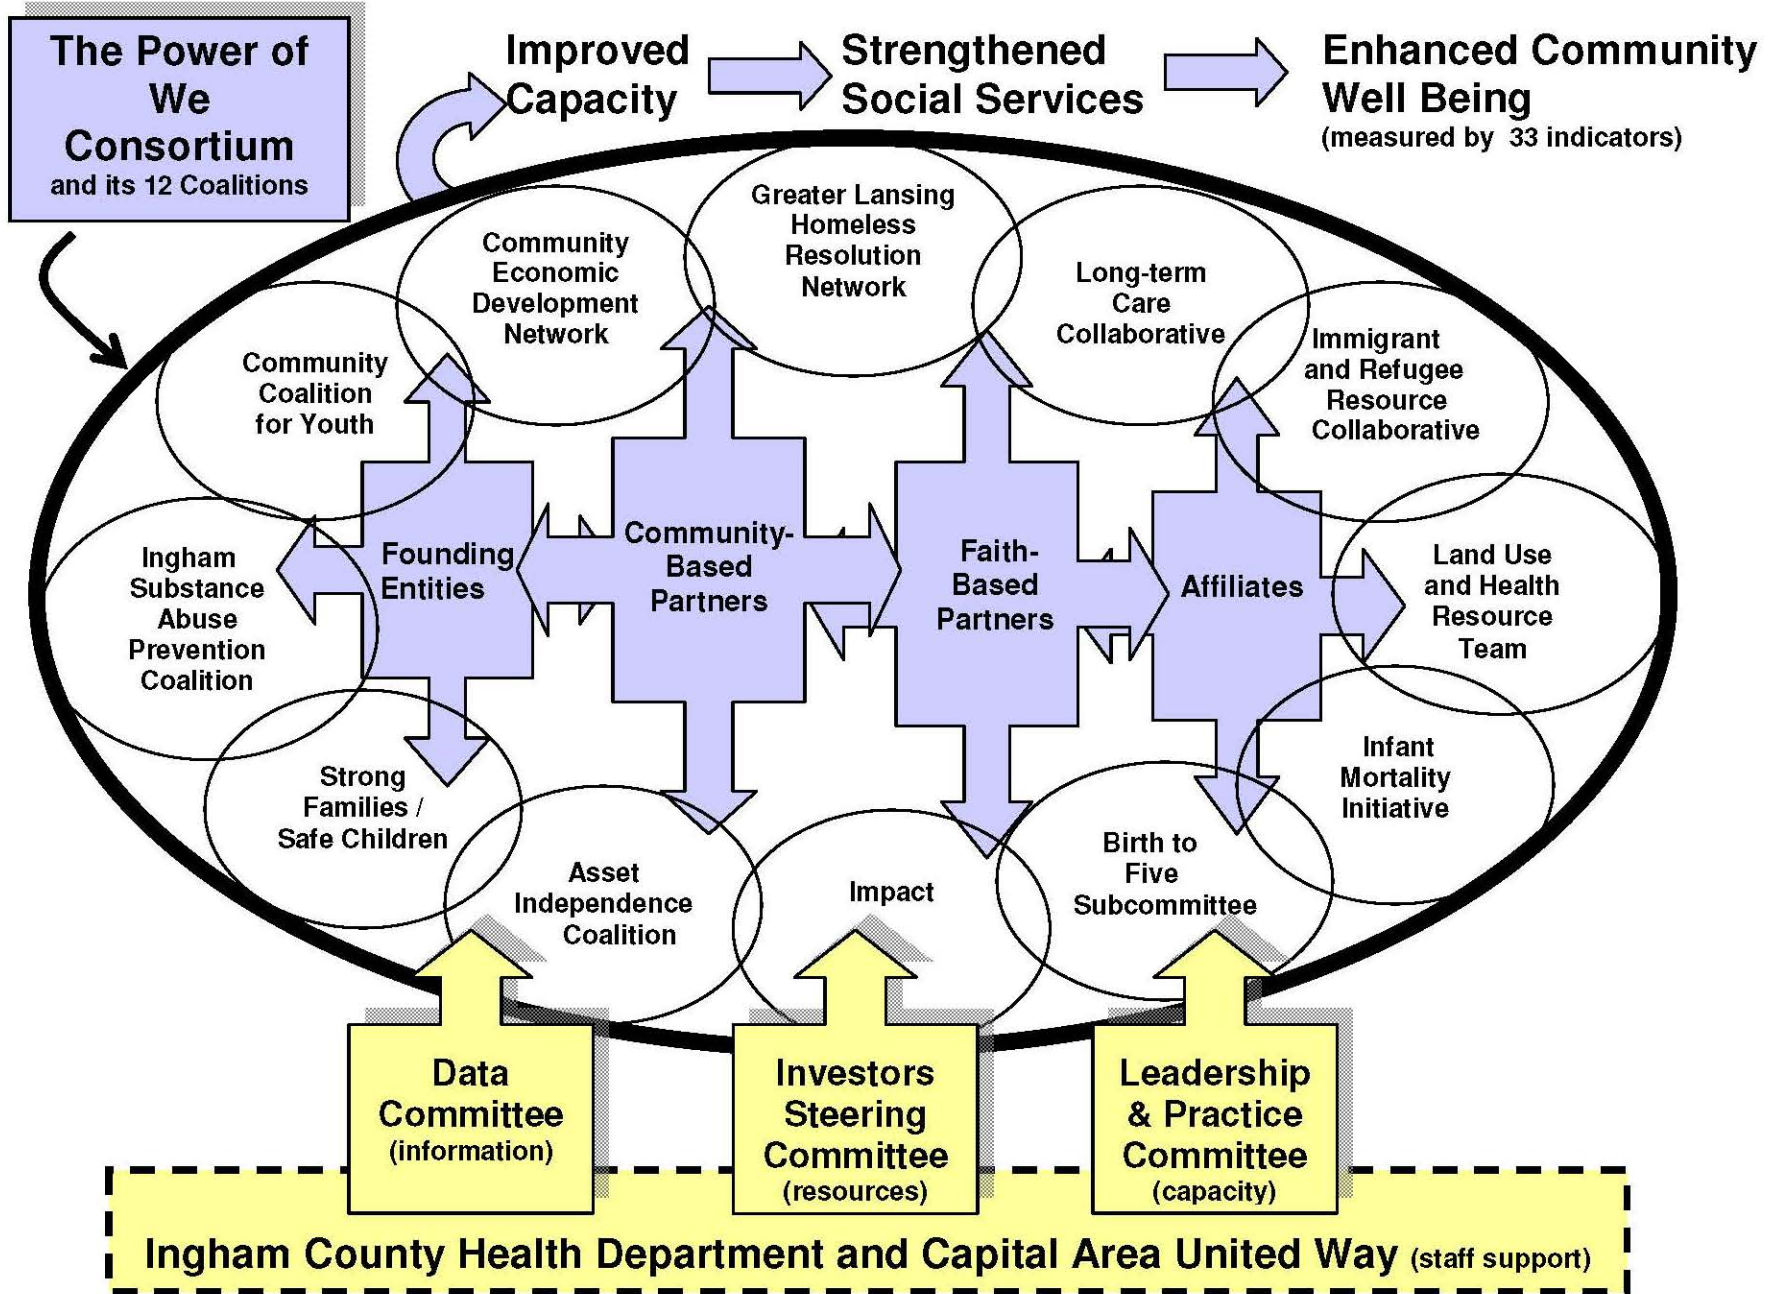 The Power of
We
Consortium
and its 12 Coalitions
Improved
Capacity
Strengthened
Social Services
Enhanced Community
Well Being
(measured by 33 indicators)
Greater Lansing
Homeless
Resolution
Network
Community
Economic
Development
Network
Long-term
Care
Collaborative
Immigrant
and Refugee
Resource
Collaborative
Community
Coalition
for Youth
Ingham
Substance
Abuse
Prevention
Coalition
Founding
Entities
Community-
Based
Partners
Faith-
Based
Partners
Affiliates
Land Use
and Health
Resource
Team
Strong
Families /
Safe Children
Asset
Independence
Coalition
Impact
Birth to
Five
Subcommittee
Infant
Mortality
Initiative
Data
Committee
(information)
Investors
Steering
Committee
(resources)
Leadership
& Practice
Committee
(capacity)
Ingham County Health Department and Capital Area United Way (staff support)